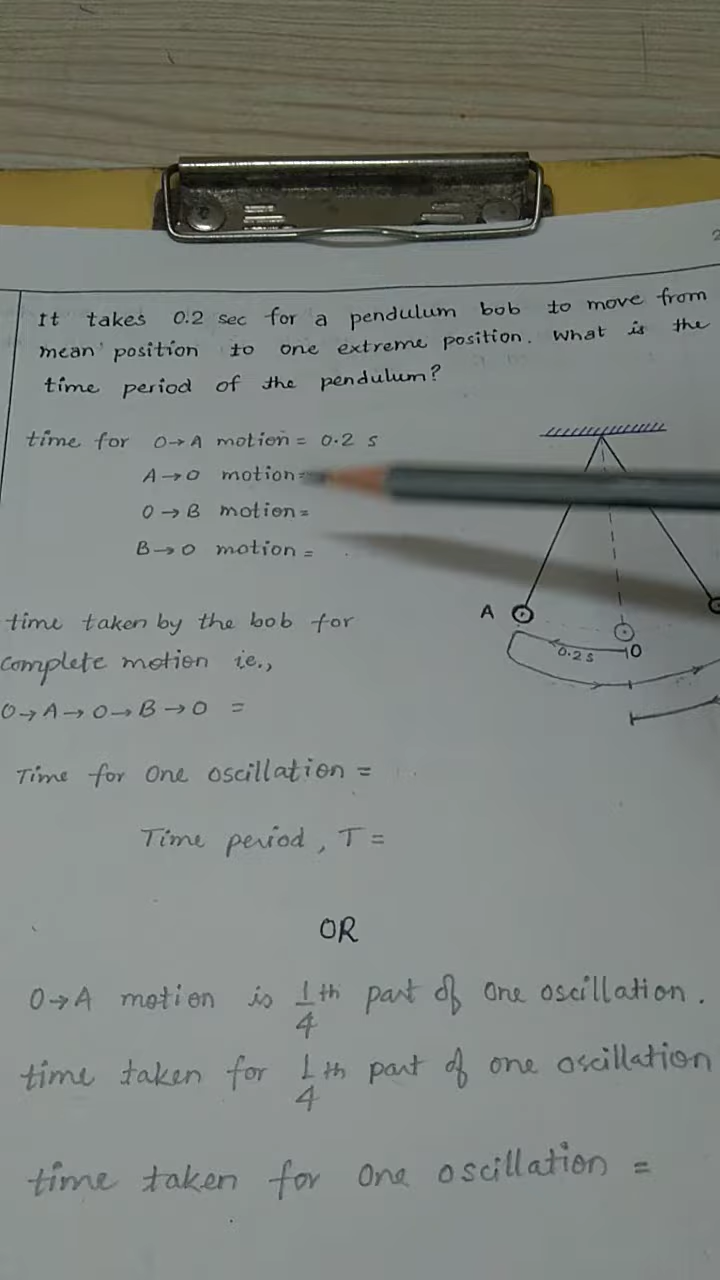 It takes 0.2 sec for a pendulum bob to move from
mean position to one extreme position. What is the
time period of the pendulum?
time for O→A motion = 0.2 s
A→O motion=
O→B motion=
B→O motion =
A
0.2 s
O
time taken by the bob for
complete motion ie.,
O→A→O→B→O =
Time for one oscillation =
Time period, T =
OR
O→A motion is 1/4 th part of one oscillation.
time taken for 1/4 th part of one oscillation
time taken for one oscillation =